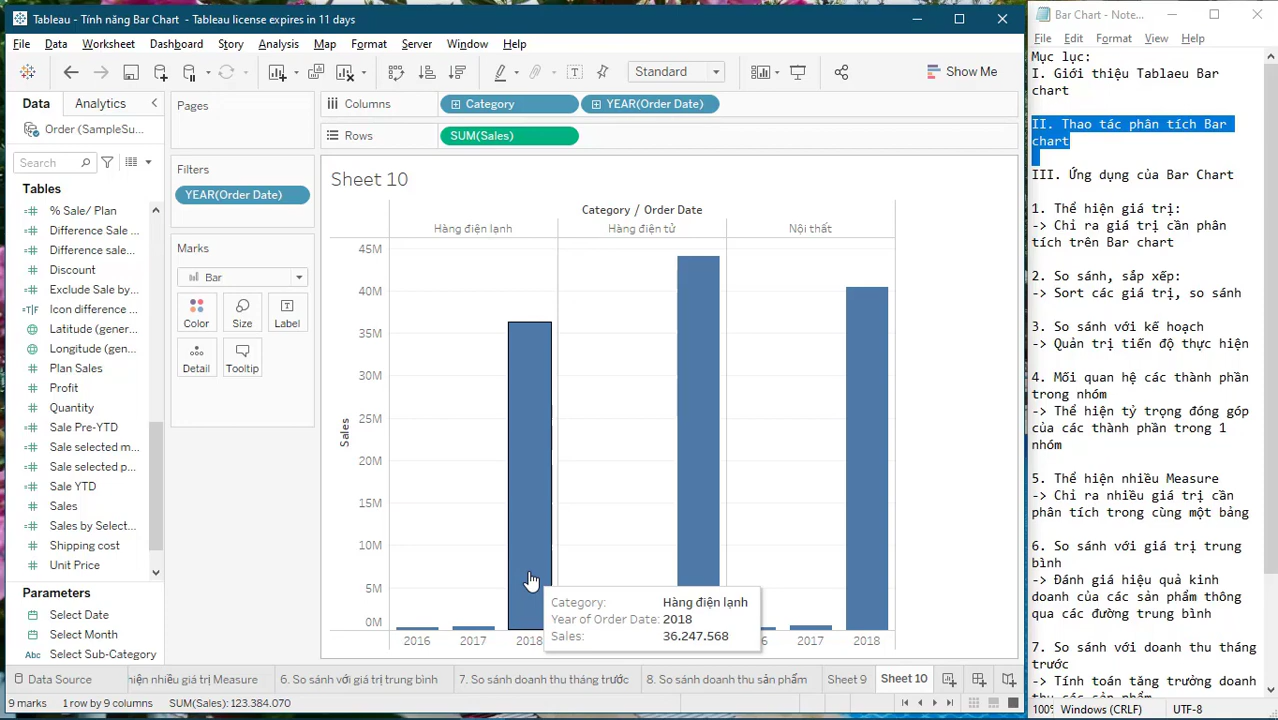 Tableau - Tính năng Bar Chart - Tableau license expires in 11 days
File Data Worksheet Dashboard Story Analysis Map Format Server Window Help
Standard
Show Me
Data Analytics
Order (SampleSu...
Search
Tables
% Sale/ Plan
Difference Sale ...
Difference sale...
Discount
Exclude Sale by...
Icon difference ...
Latitude (gener...
Longitude (gen...
Plan Sales
Profit
Quantity
Sale Pre-YTD
Sale selected m...
Sale selected p...
Sale YTD
Sales
Sales by Select...
Shipping cost
Unit Price
Parameters
Select Date
Select Month
Abc Select Sub-Category
Pages
Filters
YEAR(Order Date)
Marks
Bar
Color Size Label
Detail Tooltip
Columns Category YEAR(Order Date)
Rows SUM(Sales)
Sheet 10
Category / Order Date
Hàng điện lạnh Hàng điện tử Nội thất
45M
40M
35M
30M
25M
20M
15M
10M
5M
0M
Sales
2016 2017 2018 2017 2018
Category: Hàng điện lạnh
Year of Order Date: 2018
Sales: 36.247.568
Data Source hiện nhiều giá trị Measure 6. So sánh với giá trị trung bình 7. So sánh doanh thu tháng trước 8. So sánh doanh thu sản phẩm Sheet 9 Sheet 10
9 marks 1 row by 9 columns SUM(Sales): 123.384.070
Bar Chart - Note...
File Edit Format View Help
Mục lục:
I. Giới thiệu Tablaeu Bar
chart
II. Thao tác phân tích Bar
chart
III. Ứng dụng của Bar Chart
1. Thể hiện giá trị:
-> Chỉ ra giá trị cần phân
tích trên Bar chart
2. So sánh, sắp xếp:
-> Sort các giá trị, so sánh
3. So sánh với kế hoạch
-> Quản trị tiến độ thực hiện
4. Mối quan hệ các thành phần
trong nhóm
-> Thể hiện tỷ trọng đóng góp
của các thành phần trong 1
nhóm
5. Thể hiện nhiều Measure
-> Chỉ ra nhiều giá trị cần
phân tích trong cùng một bảng
6. So sánh với giá trị trung
bình
-> Đánh giá hiệu quả kinh
doanh của các sản phẩm thông
qua các đường trung bình
7. So sánh với doanh thu tháng
trước
-> Tính toán tăng trưởng doanh
thu các sản phẩm
Windows (CRLF) UTF-8